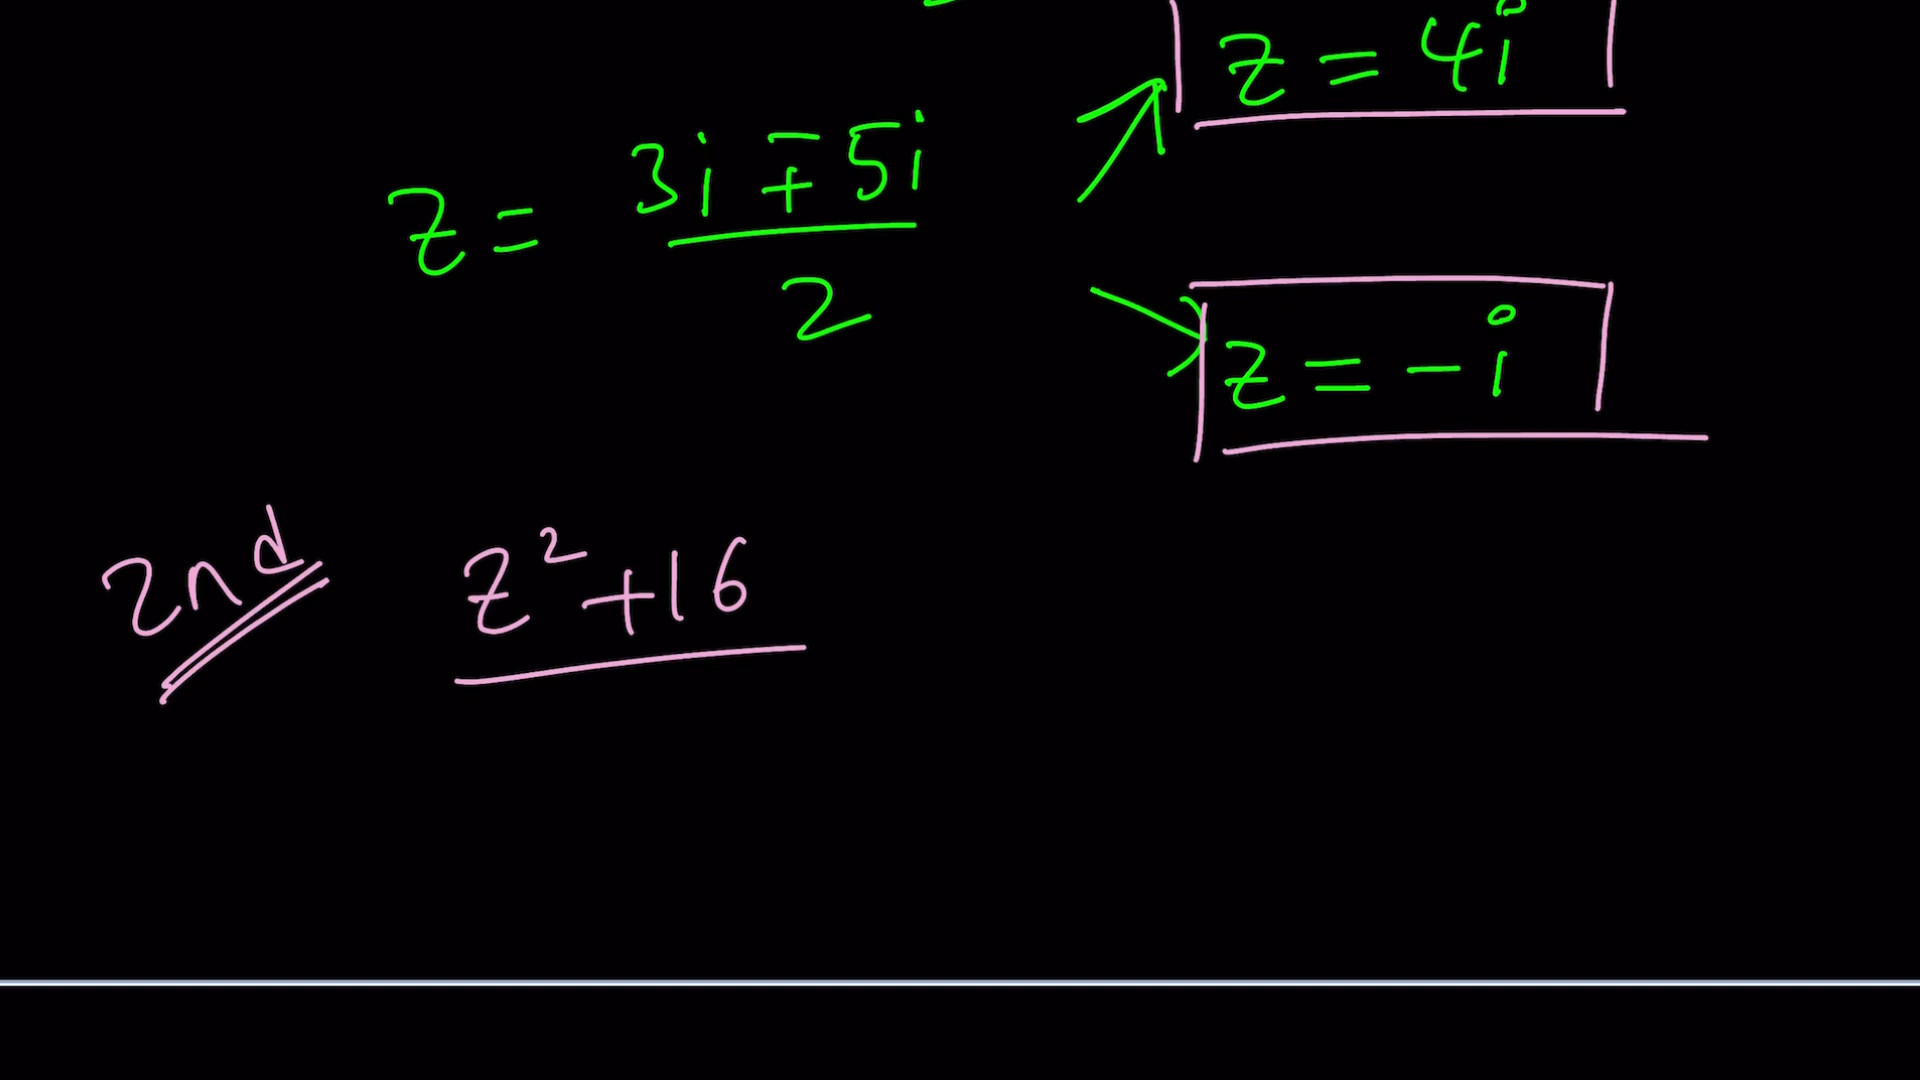 z = 4i
z = (3i ∓ 5i) / 2
z = -i
2nd z² + 16